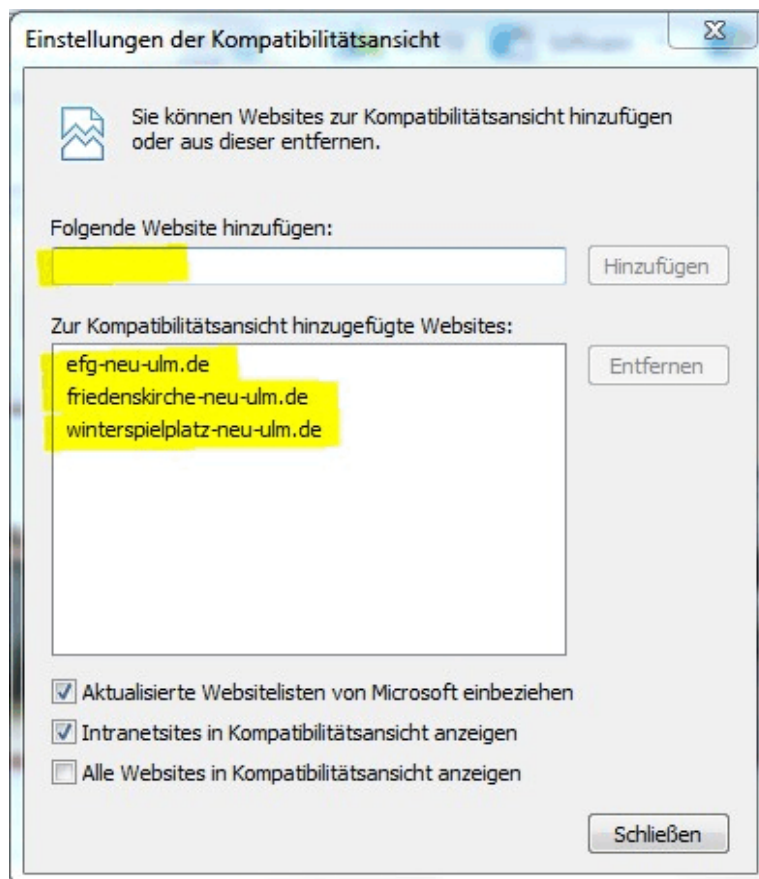 Einstellungen der Kompatibilitätsansicht
Sie können Websites zur Kompatibilitätsansicht hinzufügen
oder aus dieser entfernen.
Folgende Website hinzufügen:
Hinzufügen
Zur Kompatibilitätsansicht hinzugefügte Websites:
efg-neu-ulm.de
Entfernen
friedenskirche-neu-ulm.de
winterspielplatz-neu-ulm.de
Aktualisierte Websitelisten von Microsoft einbeziehen
Intranetsites in Kompatibilitätsansicht anzeigen
Alle Websites in Kompatibilitätsansicht anzeigen
Schließen